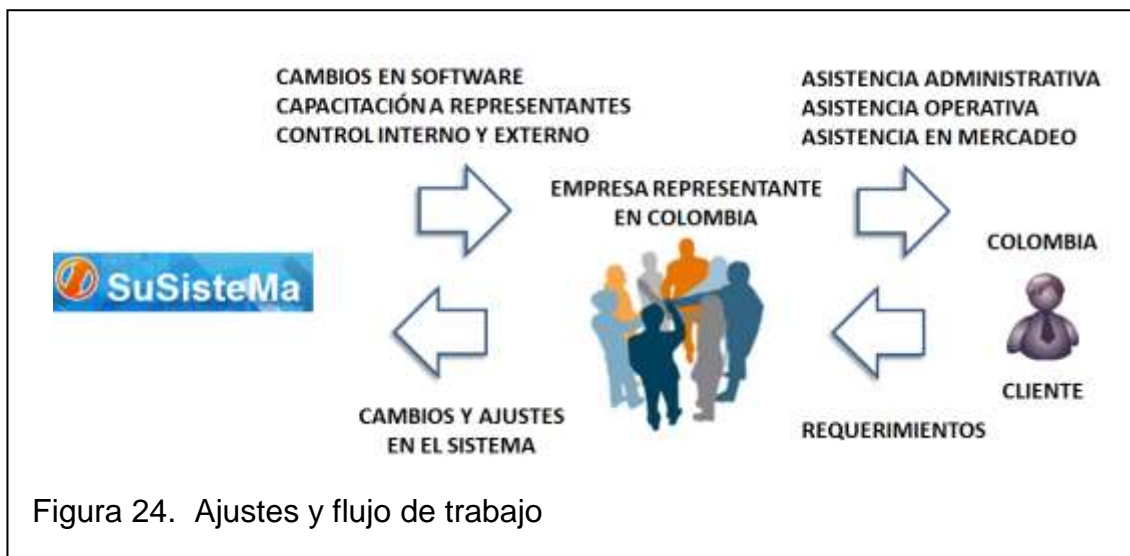 CAMBIOS EN SOFTWARE
CAPACITACIÓN A REPRESENTANTES
CONTROL INTERNO Y EXTERNO
ASISTENCIA ADMINISTRATIVA
ASISTENCIA OPERATIVA
ASISTENCIA EN MERCADEO
EMPRESA REPRESENTANTE
EN COLOMBIA
COLOMBIA
SuSisteMa
CLIENTE
CAMBIOS Y AJUSTES
EN EL SISTEMA
REQUERIMIENTOS
Figura 24. Ajustes y flujo de trabajo